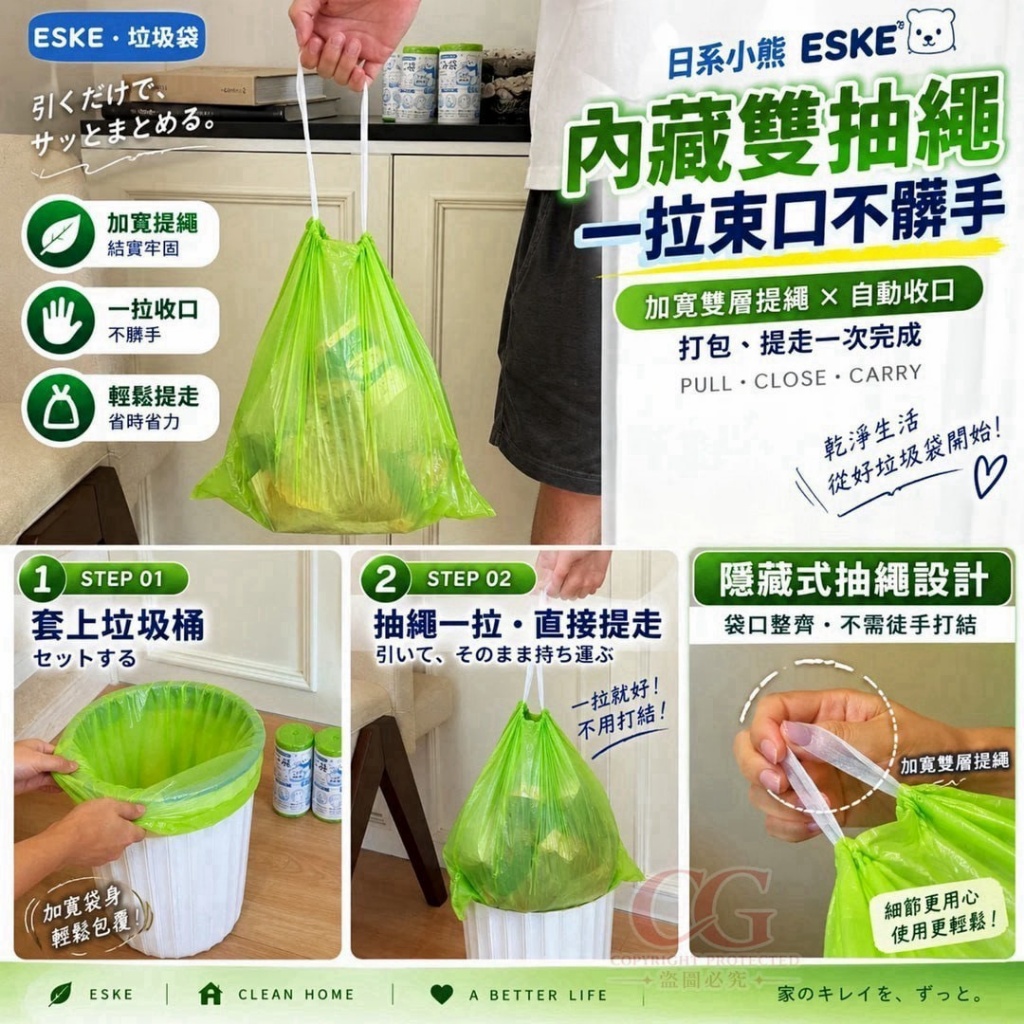 ESKE・垃圾袋
引くだけで、
サッとまとめる。
加寬提繩
結實牢固
一拉收口
不髒手
輕鬆提走
省時省力
日系小熊 ESKE
內藏雙抽繩
一拉束口不髒手
加寬雙層提繩 × 自動收口
打包、提走一次完成
PULL・CLOSE・CARRY
乾淨生活
從好垃圾袋開始!
1 STEP 01
套上垃圾桶
セットする
加寬袋身
輕鬆包覆!
2 STEP 02
抽繩一拉・直接提走
引いて、そのまま持ち運ぶ
一拉就好!
不用打結!
隱藏式抽繩設計
袋口整齊・不需徒手打結
加寬雙層提繩
細節更用心
使用更輕鬆!
CG
COPYRIGHT PROTECTED
盜圖必究
ESKE | CLEAN HOME | A BETTER LIFE | 家のキレイを、ずっと。